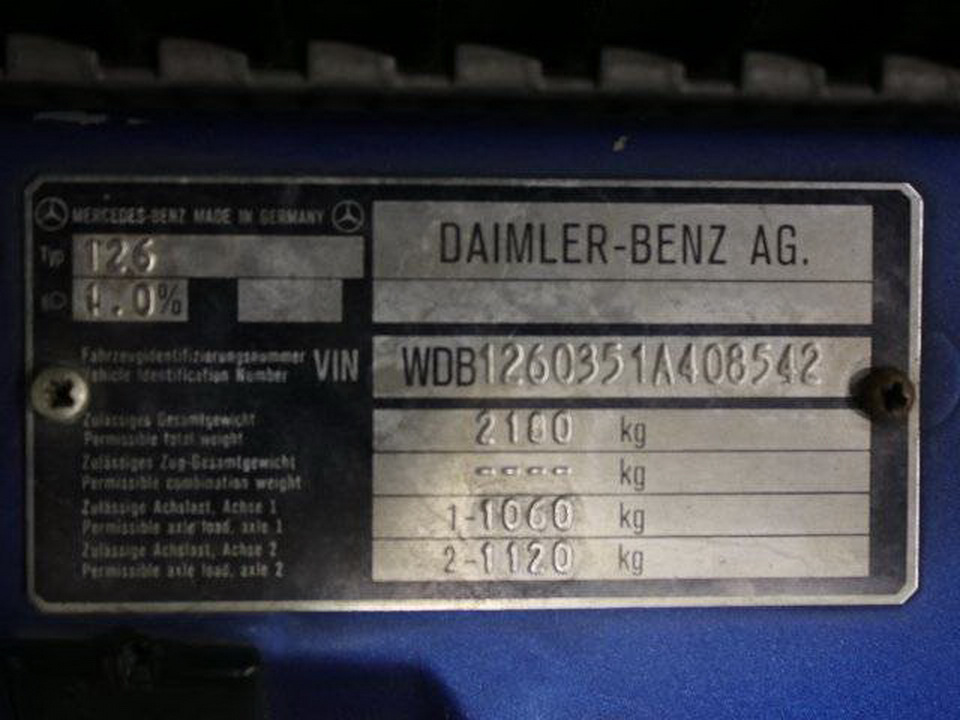 MERCEDES-BENZ MADE IN GERMANY
DAIMLER-BENZ AG.
Typ 126
1.0%
Fahrzeugidentifizierungsnummer
Vehicle Identification Number
VIN
WDB1260351A408542
Zulässiges Gesamtgewicht
Permissible total weight
2180 kg
Zulässiges Zug-Gesamtgewicht
Permissible combination weight
---- kg
Zulässige Achslast, Achse 1
Permissible axle load, axle 1
1-1060 kg
Zulässige Achslast, Achse 2
Permissible axle load, axle 2
2-1120 kg